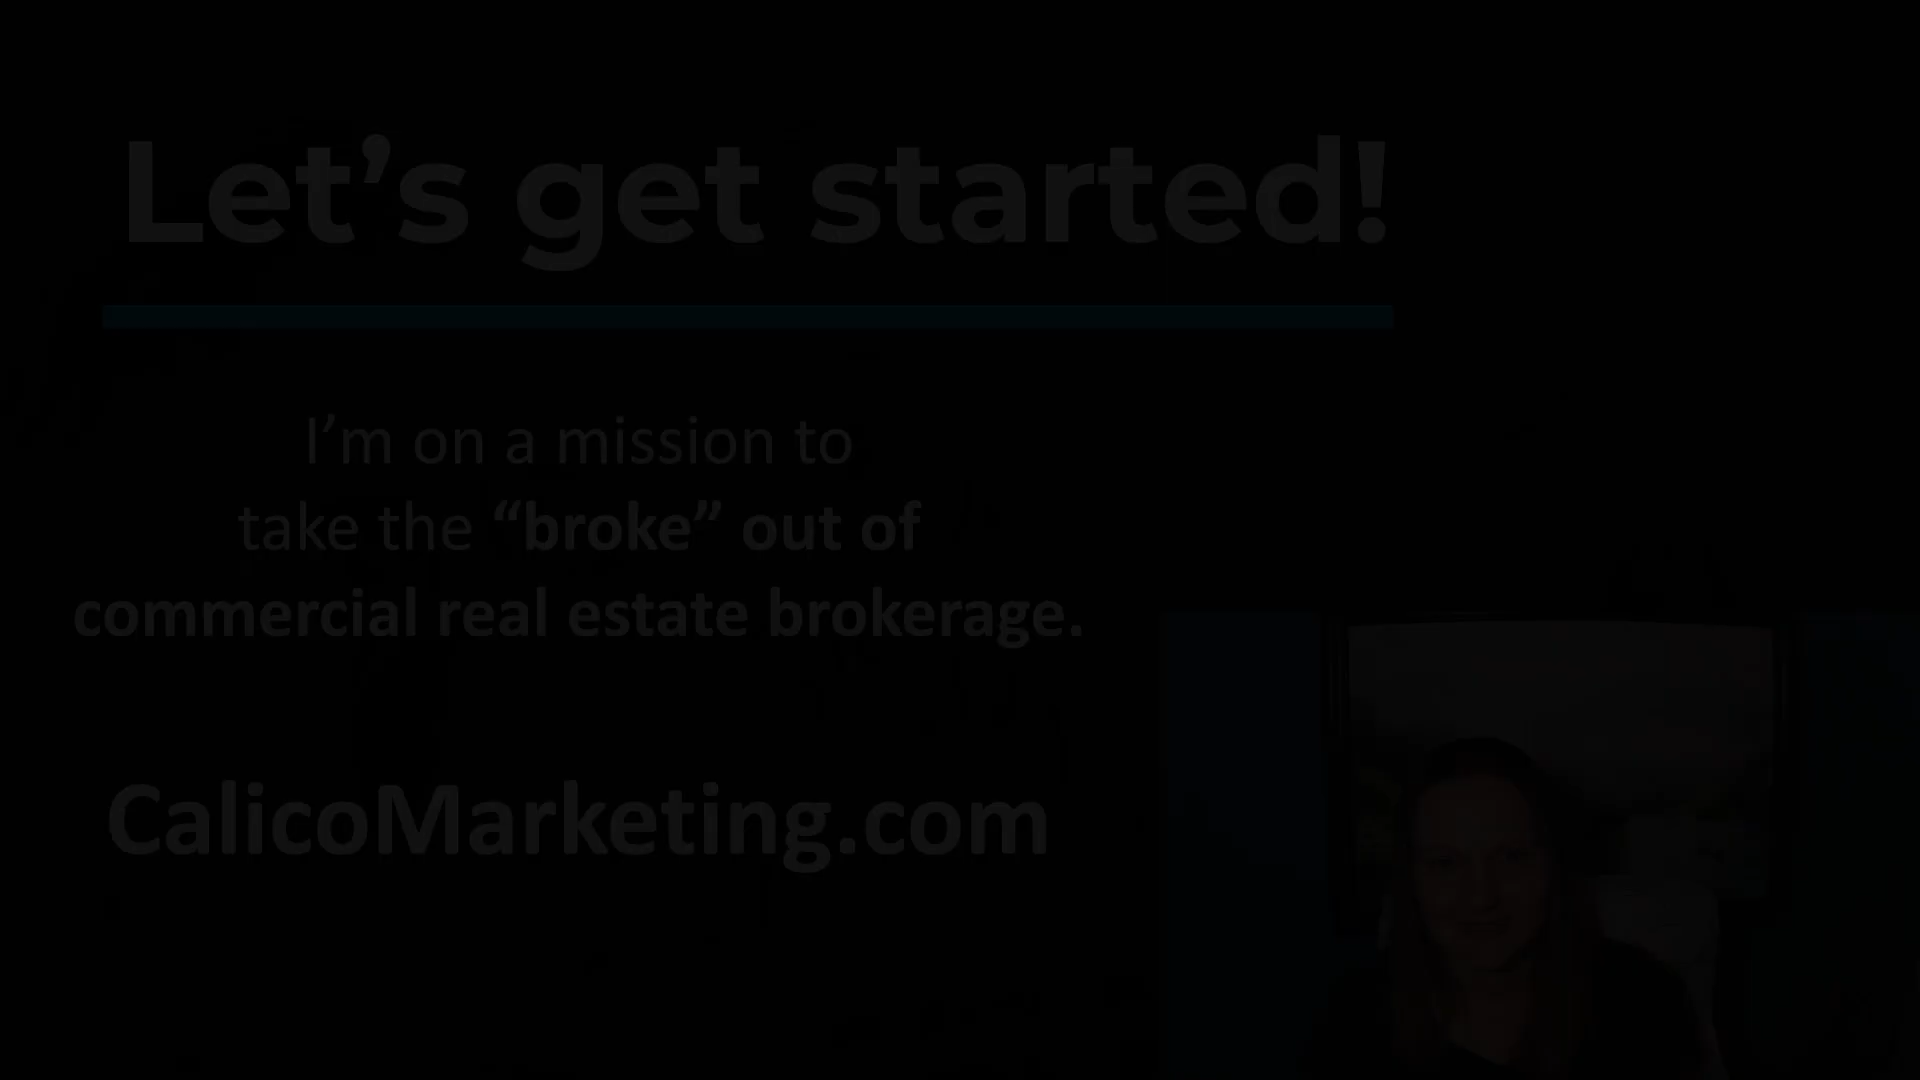 Let’s get started!
I’m on a mission to
take the “broke” out of
commercial real estate brokerage.
CalicoMarketing.com